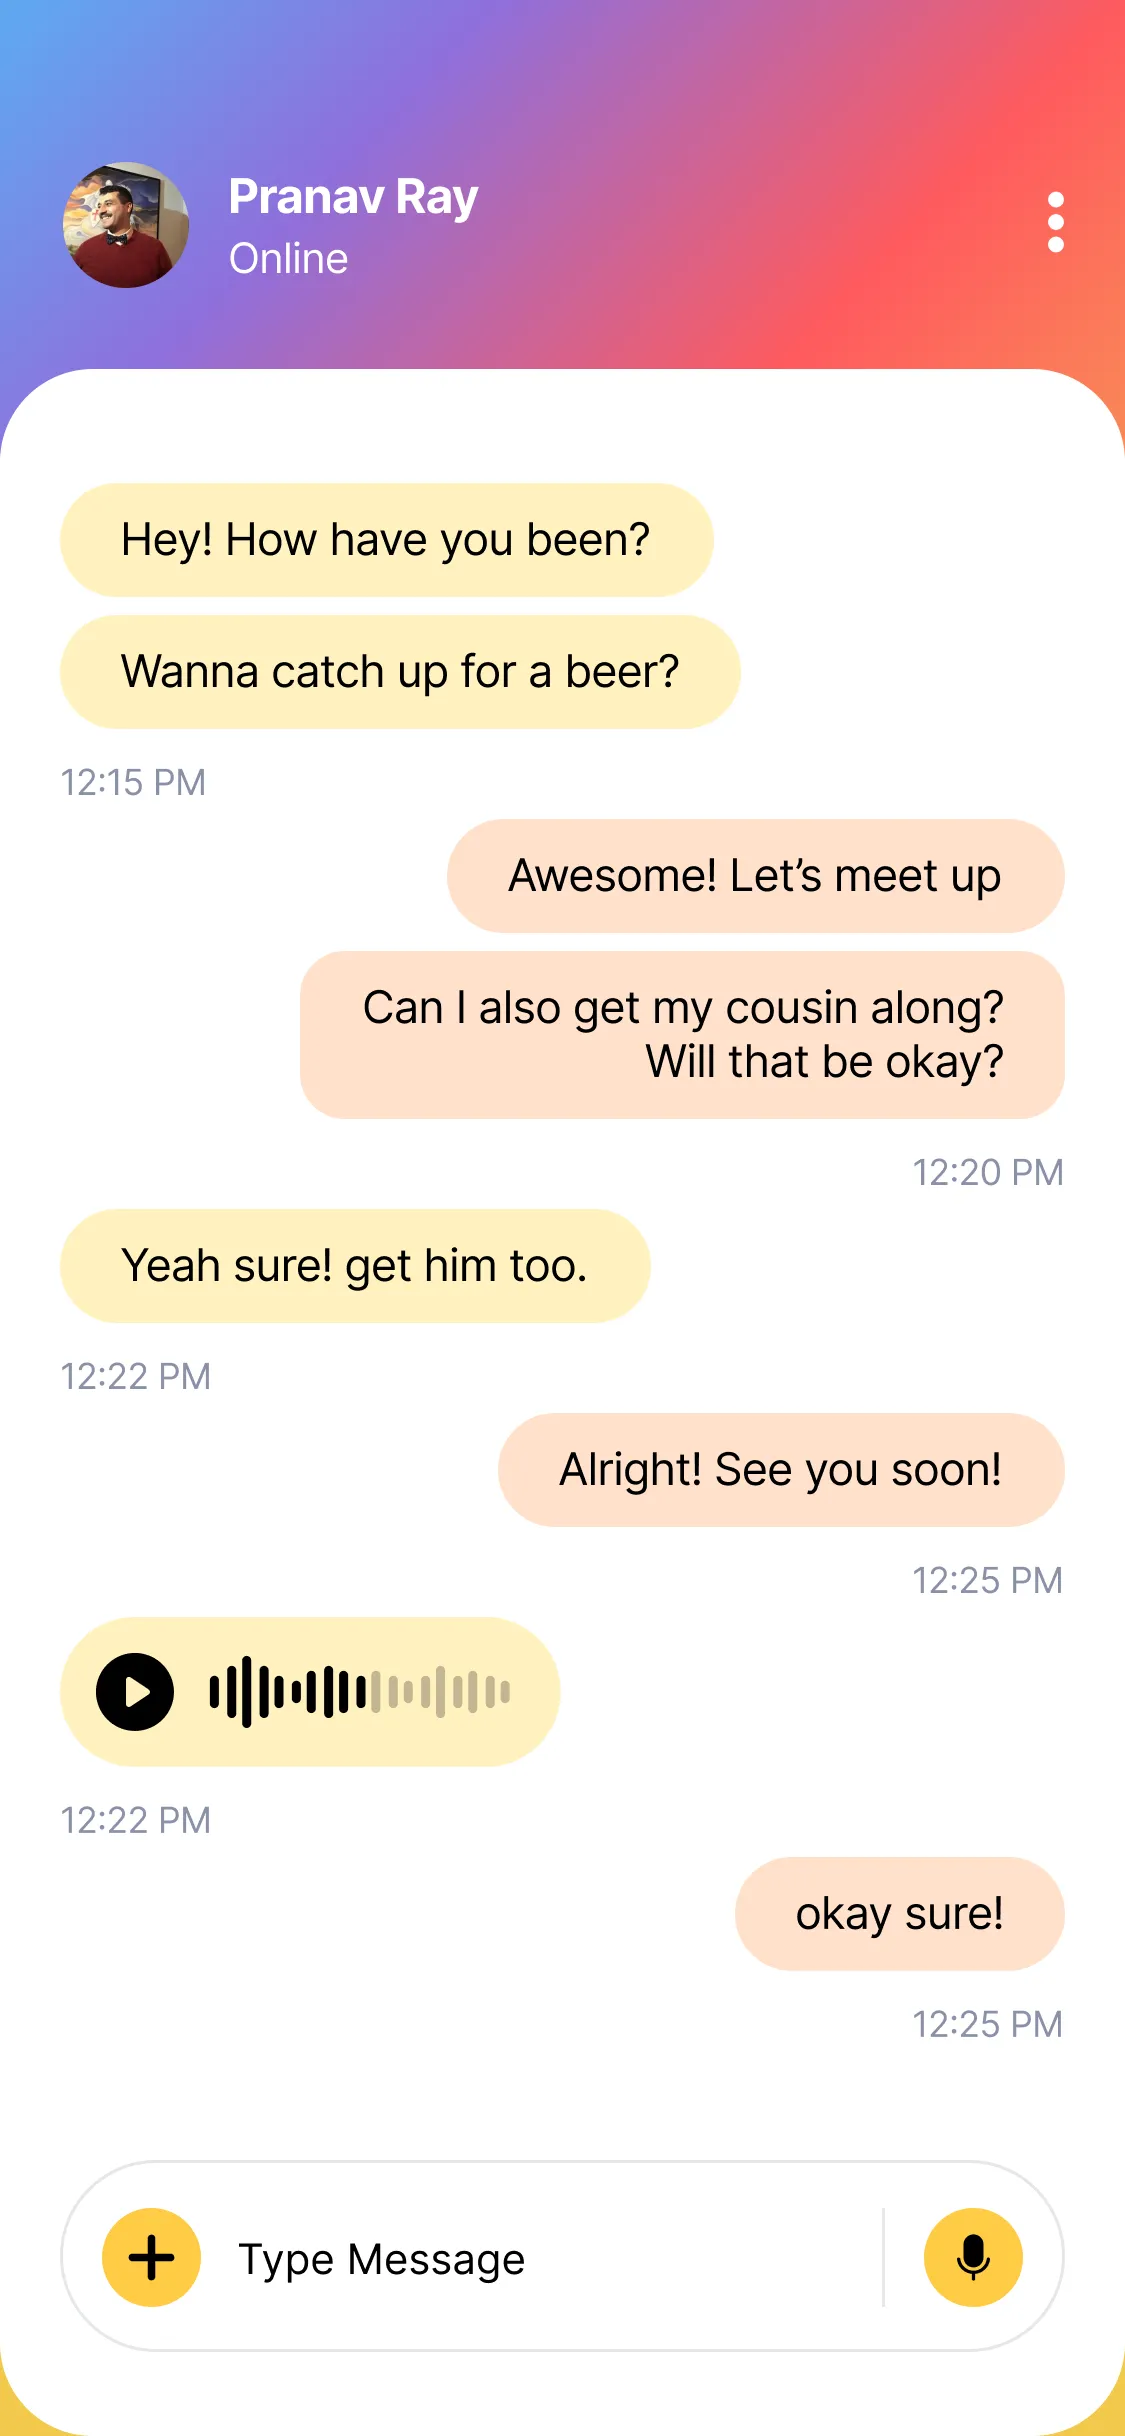 Pranav Ray
Online
Hey! How have you been?
Wanna catch up for a beer?
12:15 PM
Awesome! Let’s meet up
Can I also get my cousin along?
Will that be okay?
12:20 PM
Yeah sure! get him too.
12:22 PM
Alright! See you soon!
12:25 PM
12:22 PM
okay sure!
12:25 PM
Type Message